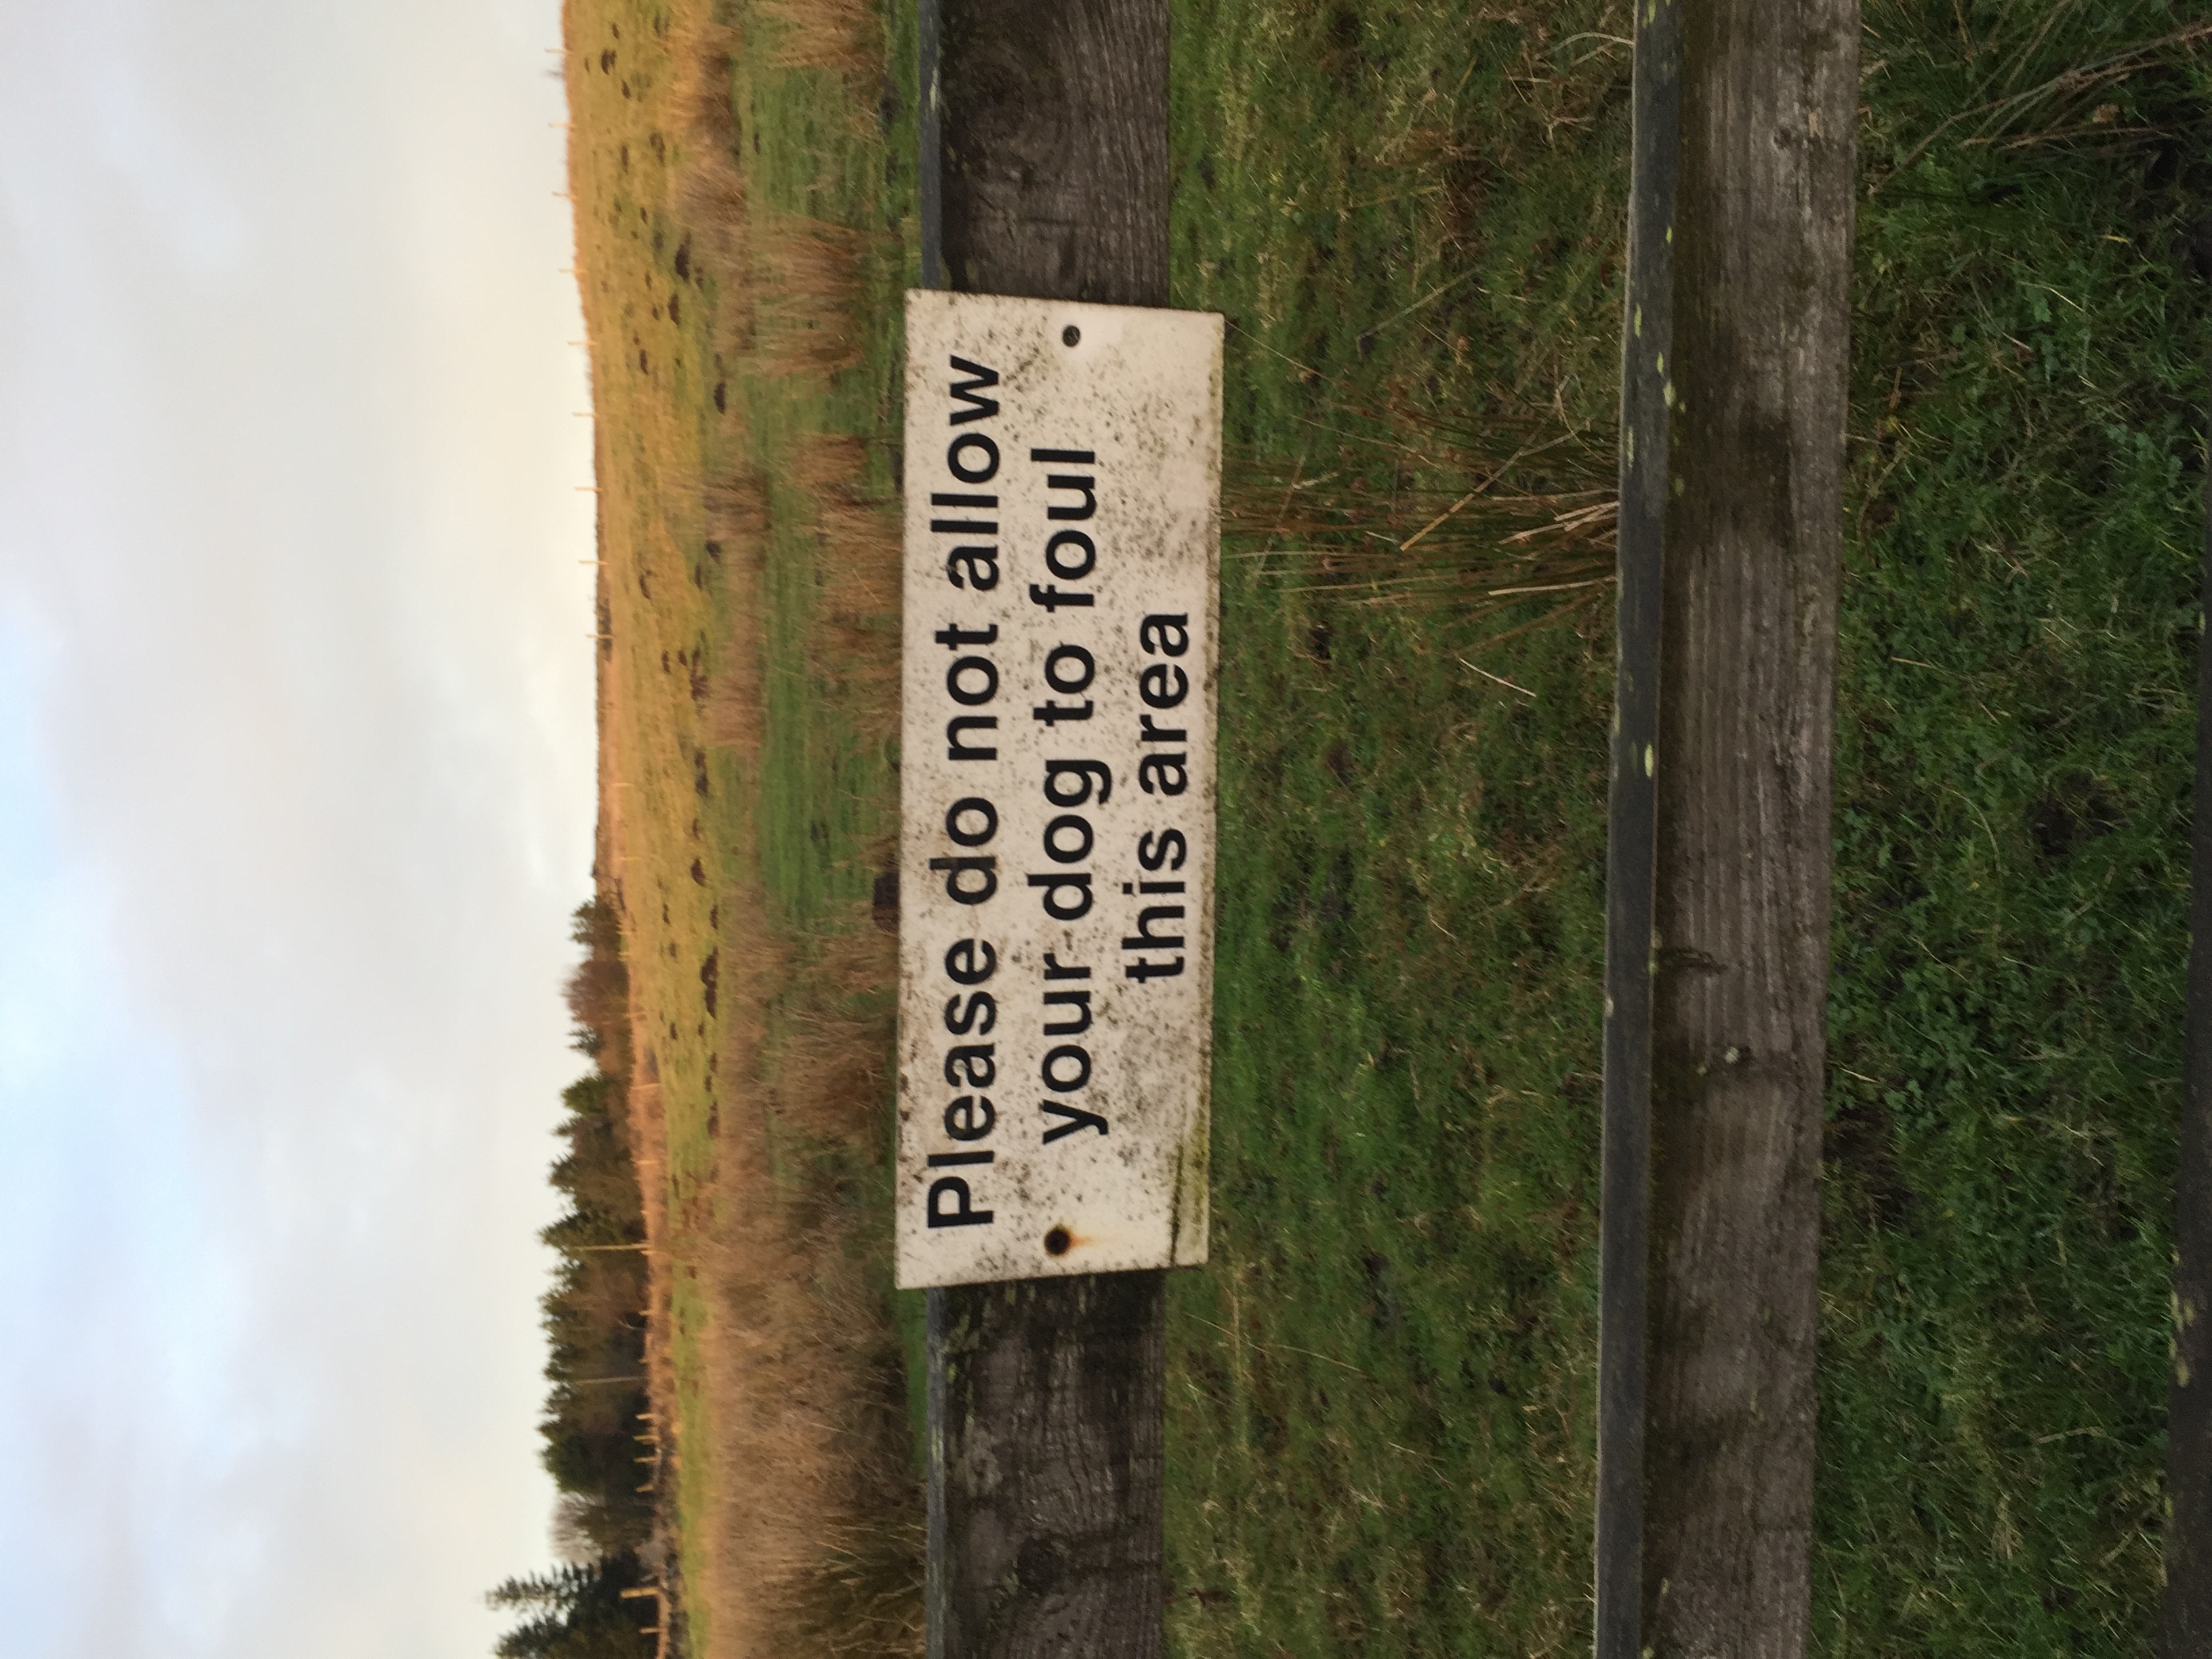 Please do not allow
your dog to foul
this area